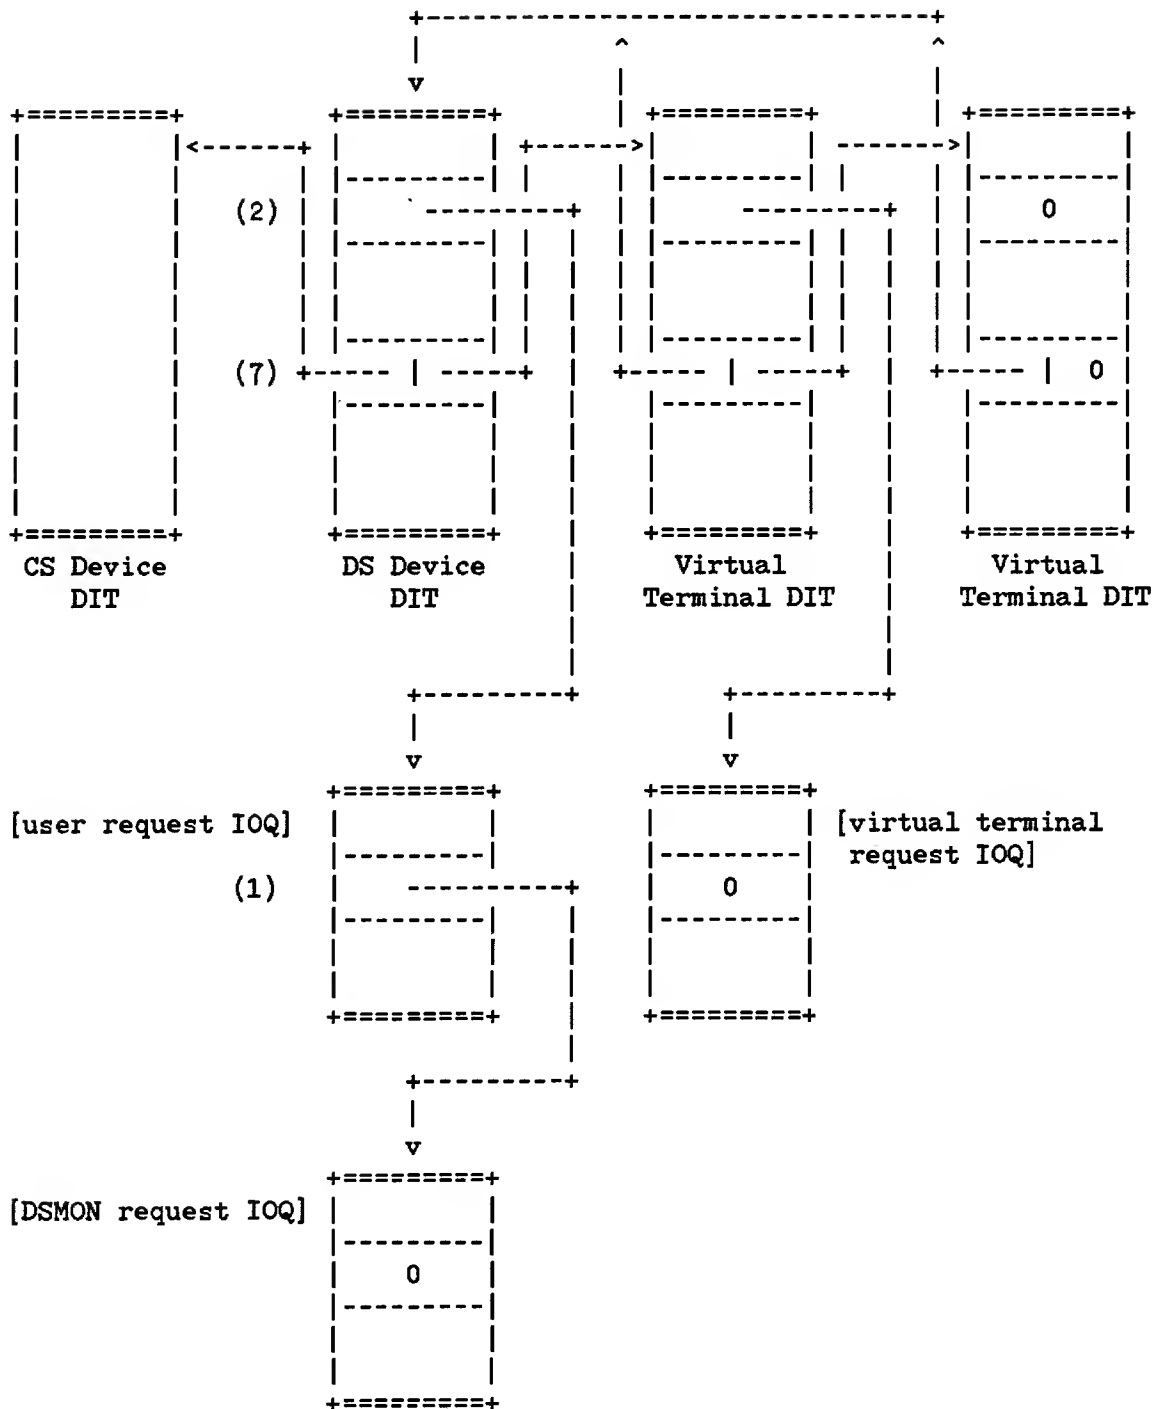 (2) 0
(7) 0
CS Device DS Device Virtual Virtual
DIT DIT Terminal DIT Terminal DIT
[user request IOQ] [virtual terminal
request IOQ]
(1) 0
[DSMON request IOQ]
0